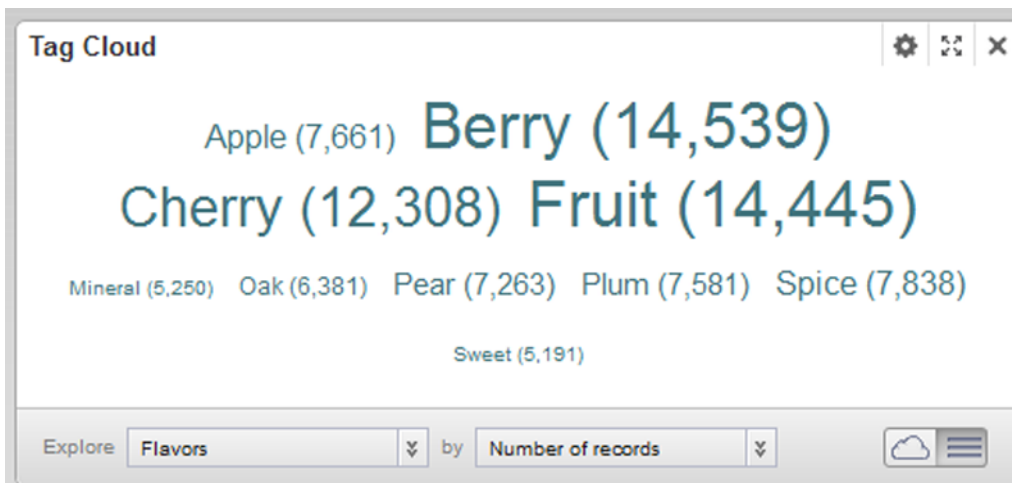 Tag Cloud
Apple (7,661) Berry (14,539)
Cherry (12,308) Fruit (14,445)
Mineral (5,250) Oak (6,381) Pear (7,263) Plum (7,581) Spice (7,838)
Sweet (5,191)
Explore Flavors by Number of records